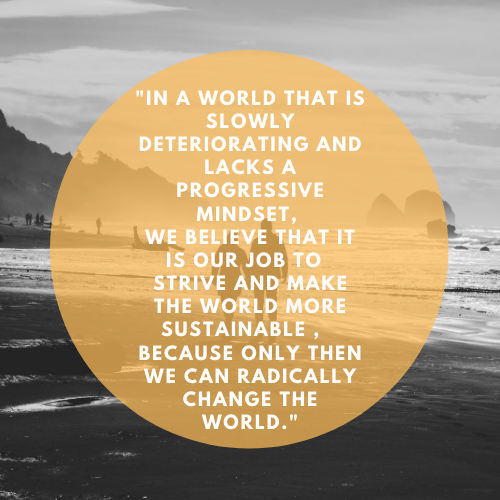 "IN A WORLD THAT IS
SLOWLY
DETERIORATING AND
LACKS A
PROGRESSIVE
MINDSET,
WE BELIEVE THAT IT
IS OUR JOB TO
STRIVE AND MAKE
THE WORLD MORE
SUSTAINABLE ,
BECAUSE ONLY THEN
WE CAN RADICALLY
CHANGE THE
WORLD."